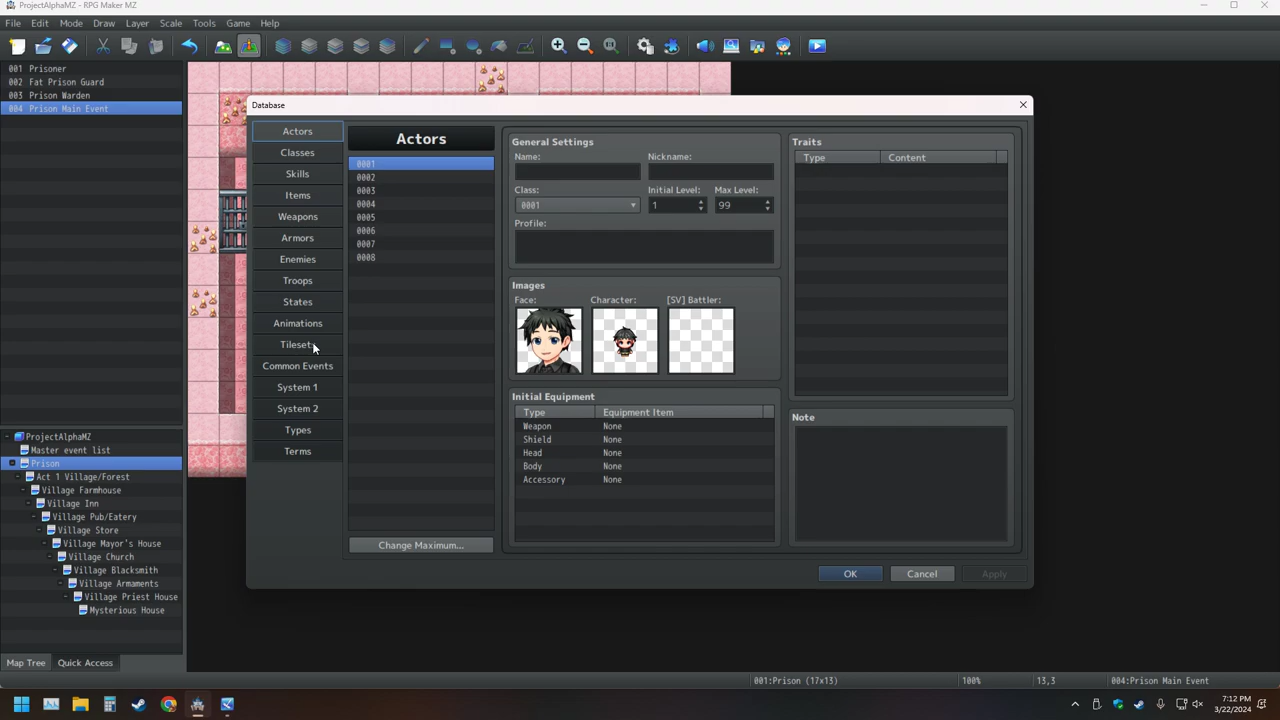 ProjectAlphaMZ - RPG Maker MZ
File Edit Mode Draw Layer Scale Tools Game Help
001 Prisoner
002 Fat Prison Guard
003 Prison Warden
004 Prison Main Event
Database
Actors
Classes
Skills
Items
Weapons
Armors
Enemies
Troops
States
Animations
Tilesets
Common Events
System 1
System 2
Types
Terms
Actors
0001
0002
0003
0004
0005
0006
0007
0008
Change Maximum...
General Settings
Name: Nickname:
Class: Initial Level: Max Level:
0001 1 99
Profile:
Images
Face: Character: [SV] Battler:
Initial Equipment
Type Equipment Item
Weapon None
Shield None
Head None
Body None
Accessory None
Traits
Type Content
Note
OK Cancel Apply
ProjectAlphaMZ
Master event list
Prison
Act 1 Village/Forest
Village Farmhouse
Village Inn
Village Pub/Eatery
Village Store
Village Mayor's House
Village Church
Village Blacksmith
Village Armaments
Village Priest House
Mysterious House
Map Tree Quick Access
001:Prison (17x13) 100% 13,3 004:Prison Main Event
7:12 PM
3/22/2024